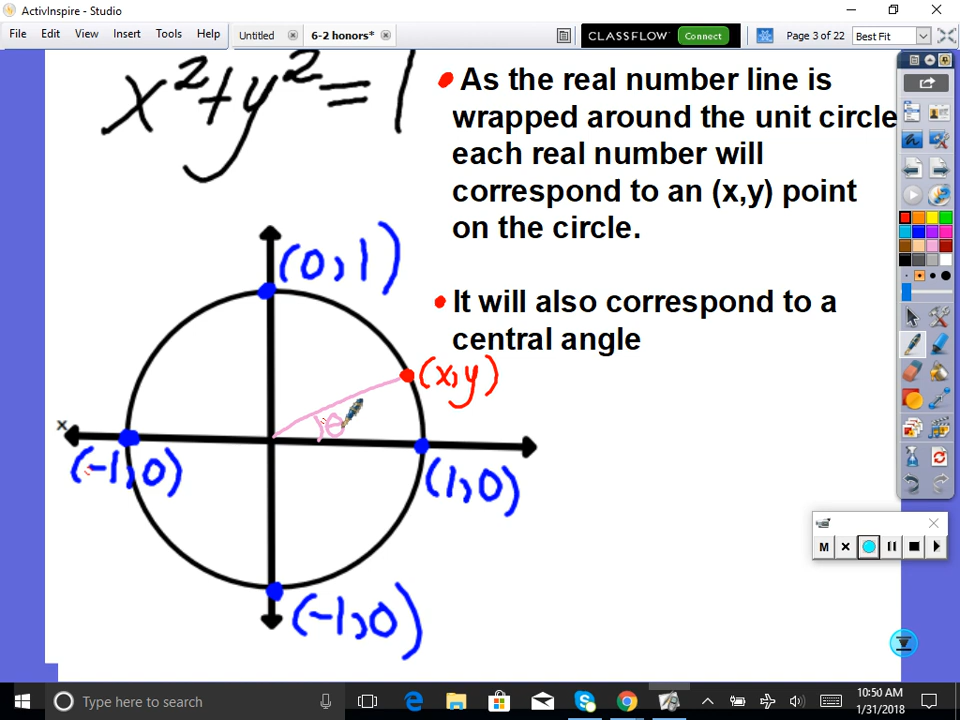 ActivInspire - Studio
File Edit View Insert Tools Help
Untitled
6-2 honors*
CLASSFLOW Connect
Page 3 of 22
Best Fit
x²+y²=1
As the real number line is
wrapped around the unit circle
each real number will
correspond to an (x,y) point
on the circle.
It will also correspond to a
central angle
(0,1)
(x,y)
θ
x
(-1,0)
(1,0)
(-1,0)
M
Type here to search
10:50 AM
1/31/2018